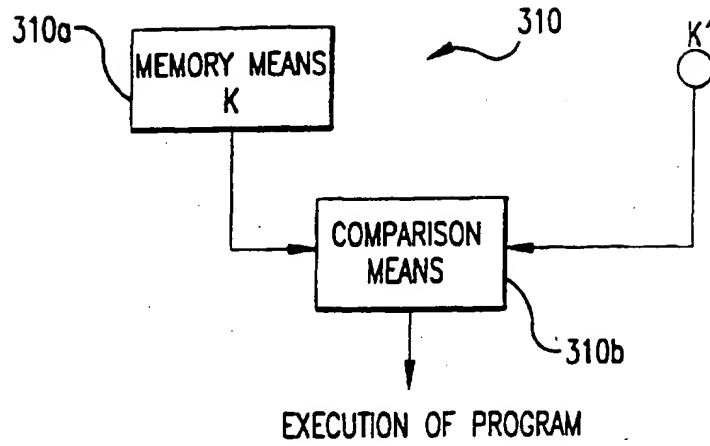 310a
MEMORY MEANS
K
310
K'
COMPARISON
MEANS
310b
EXECUTION OF PROGRAM